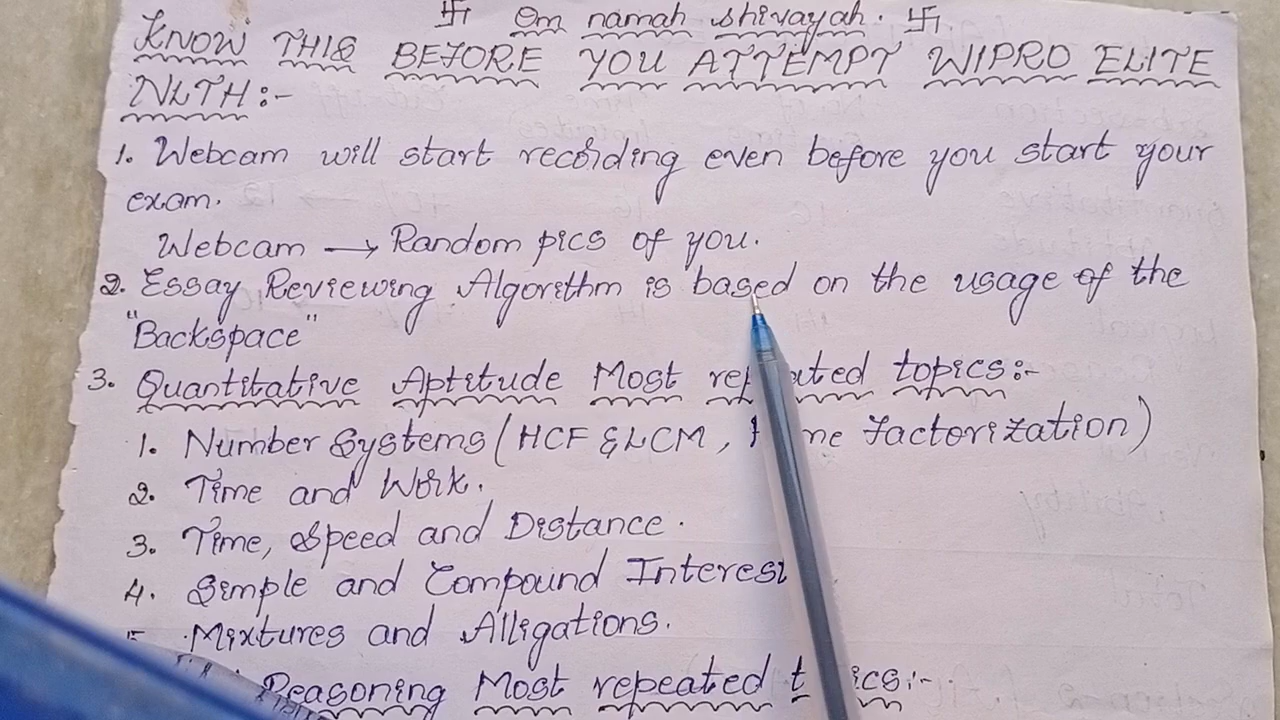 卐 Om namah shivayah. 卐
KNOW THIS BEFORE YOU ATTEMPT WIPRO ELITE
NLTH:-
1. Webcam will start recording even before you start your
exam.
Webcam → Random pics of you.
2. Essay Reviewing Algorithm is based on the usage of the
"Backspace"
3. Quantitative Aptitude Most repeated topics:-
1. Number Systems (HCF & LCM, Factorization)
2. Time and Work.
3. Time, Speed and Distance.
4. Simple and Compound Interest
5. Mixtures and Alligations.
Reasoning Most repeated topics:-